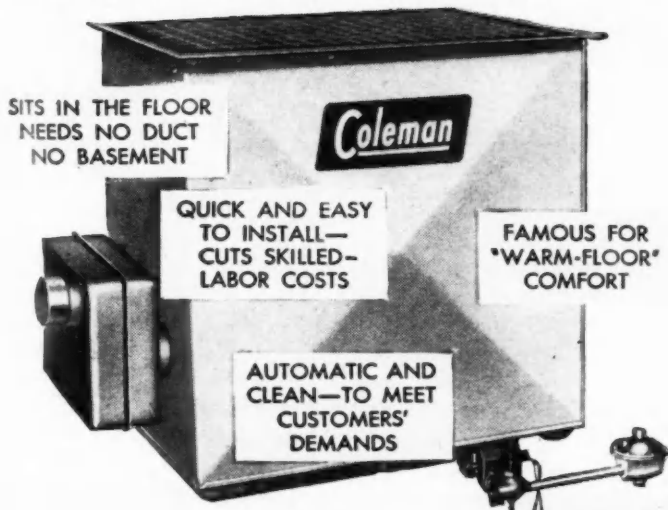 SITS IN THE FLOOR
NEEDS NO DUCT
NO BASEMENT
Coleman
QUICK AND EASY
TO INSTALL—
CUTS SKILLED-
LABOR COSTS
FAMOUS FOR
"WARM-FLOOR"
COMFORT
AUTOMATIC AND
CLEAN—TO MEET
CUSTOMERS'
DEMANDS